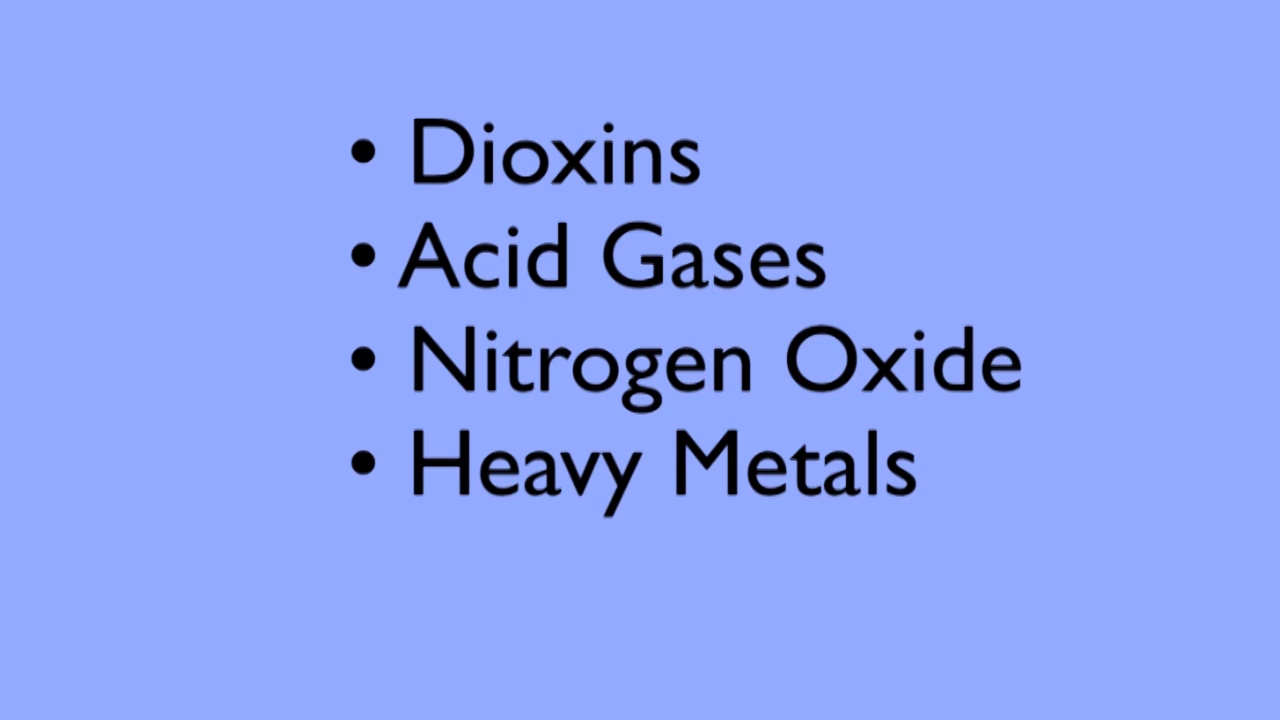 • Dioxins
• Acid Gases
• Nitrogen Oxide
• Heavy Metals